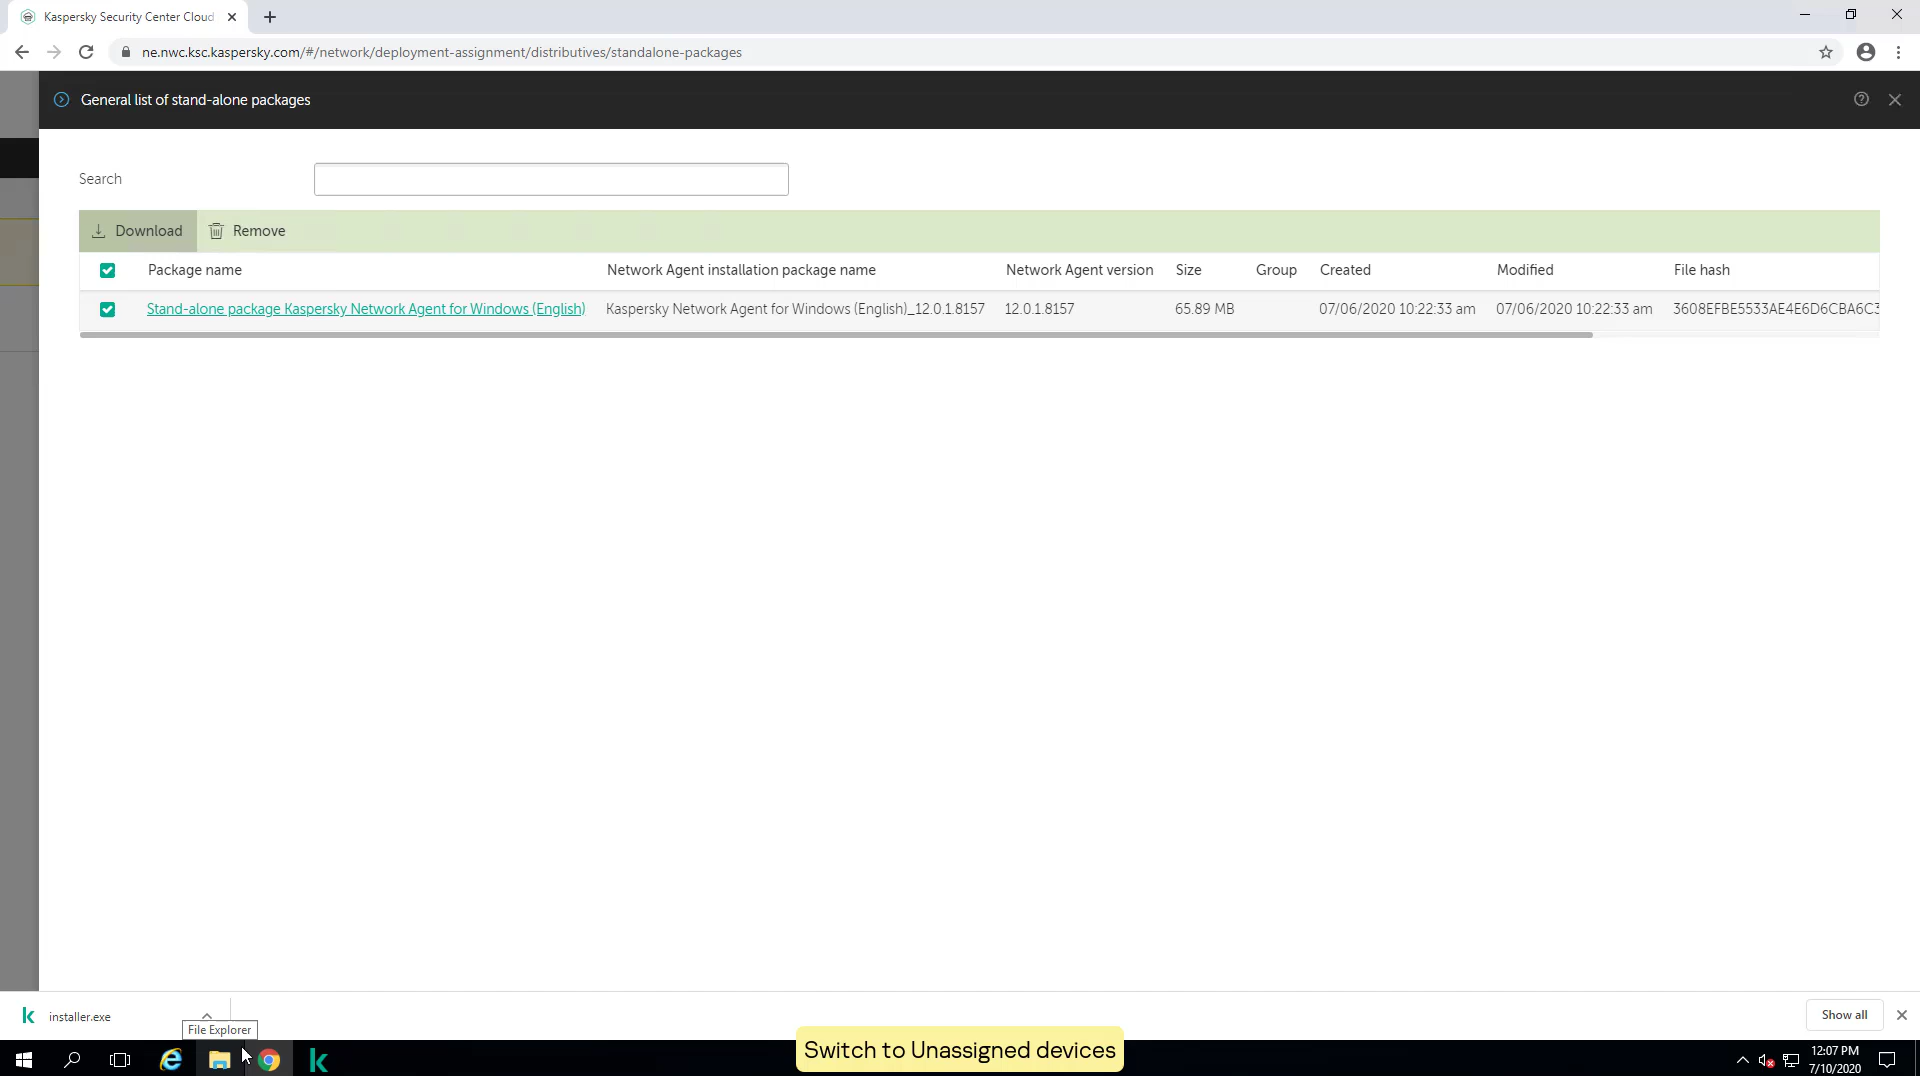 Kaspersky Security Center Cloud
ne.nwc.ksc.kaspersky.com/#/network/deployment-assignment/distributives/standalone-packages
General list of stand-alone packages
Search
Download Remove
Package name Network Agent installation package name Network Agent version Size Group Created Modified File hash
Stand-alone package Kaspersky Network Agent for Windows (English) Kaspersky Network Agent for Windows (English)_12.0.1.8157 12.0.1.8157 65.89 MB 07/06/2020 10:22:33 am 07/06/2020 10:22:33 am 3608EFBE5533AE4E6D6CBA6C3
installer.exe
Show all
File Explorer
Switch to Unassigned devices
12:07 PM
7/10/2020